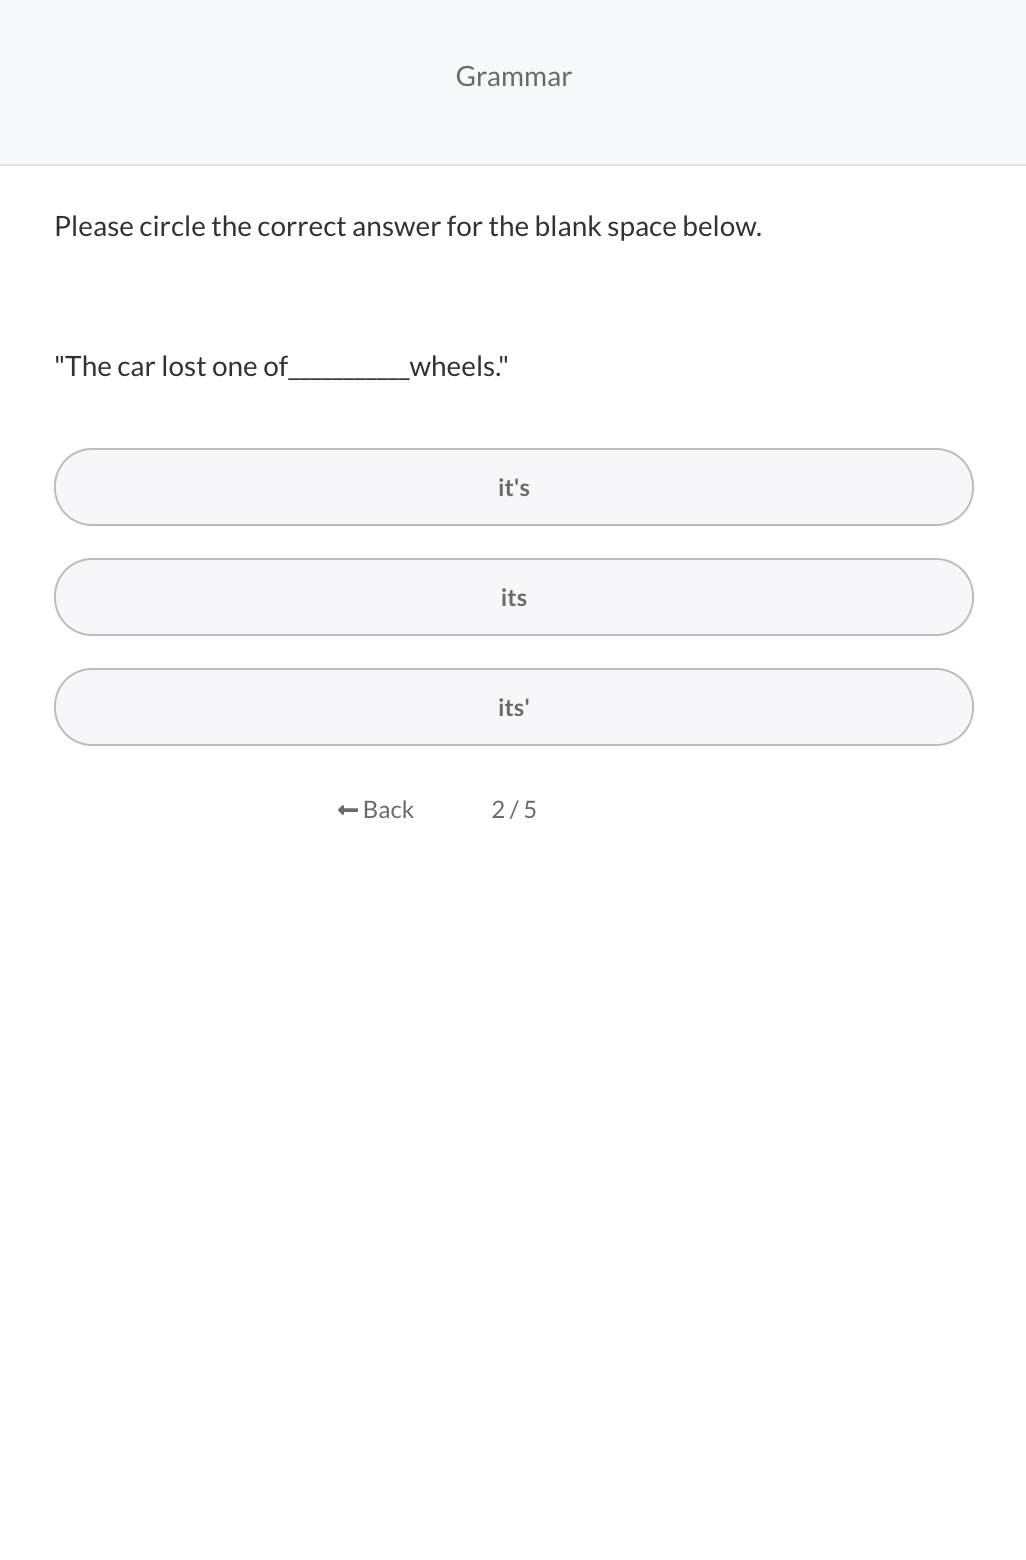 Grammar
Please circle the correct answer for the blank space below.
"The car lost one of___________wheels."
it's
its
its'
Back
2 / 5